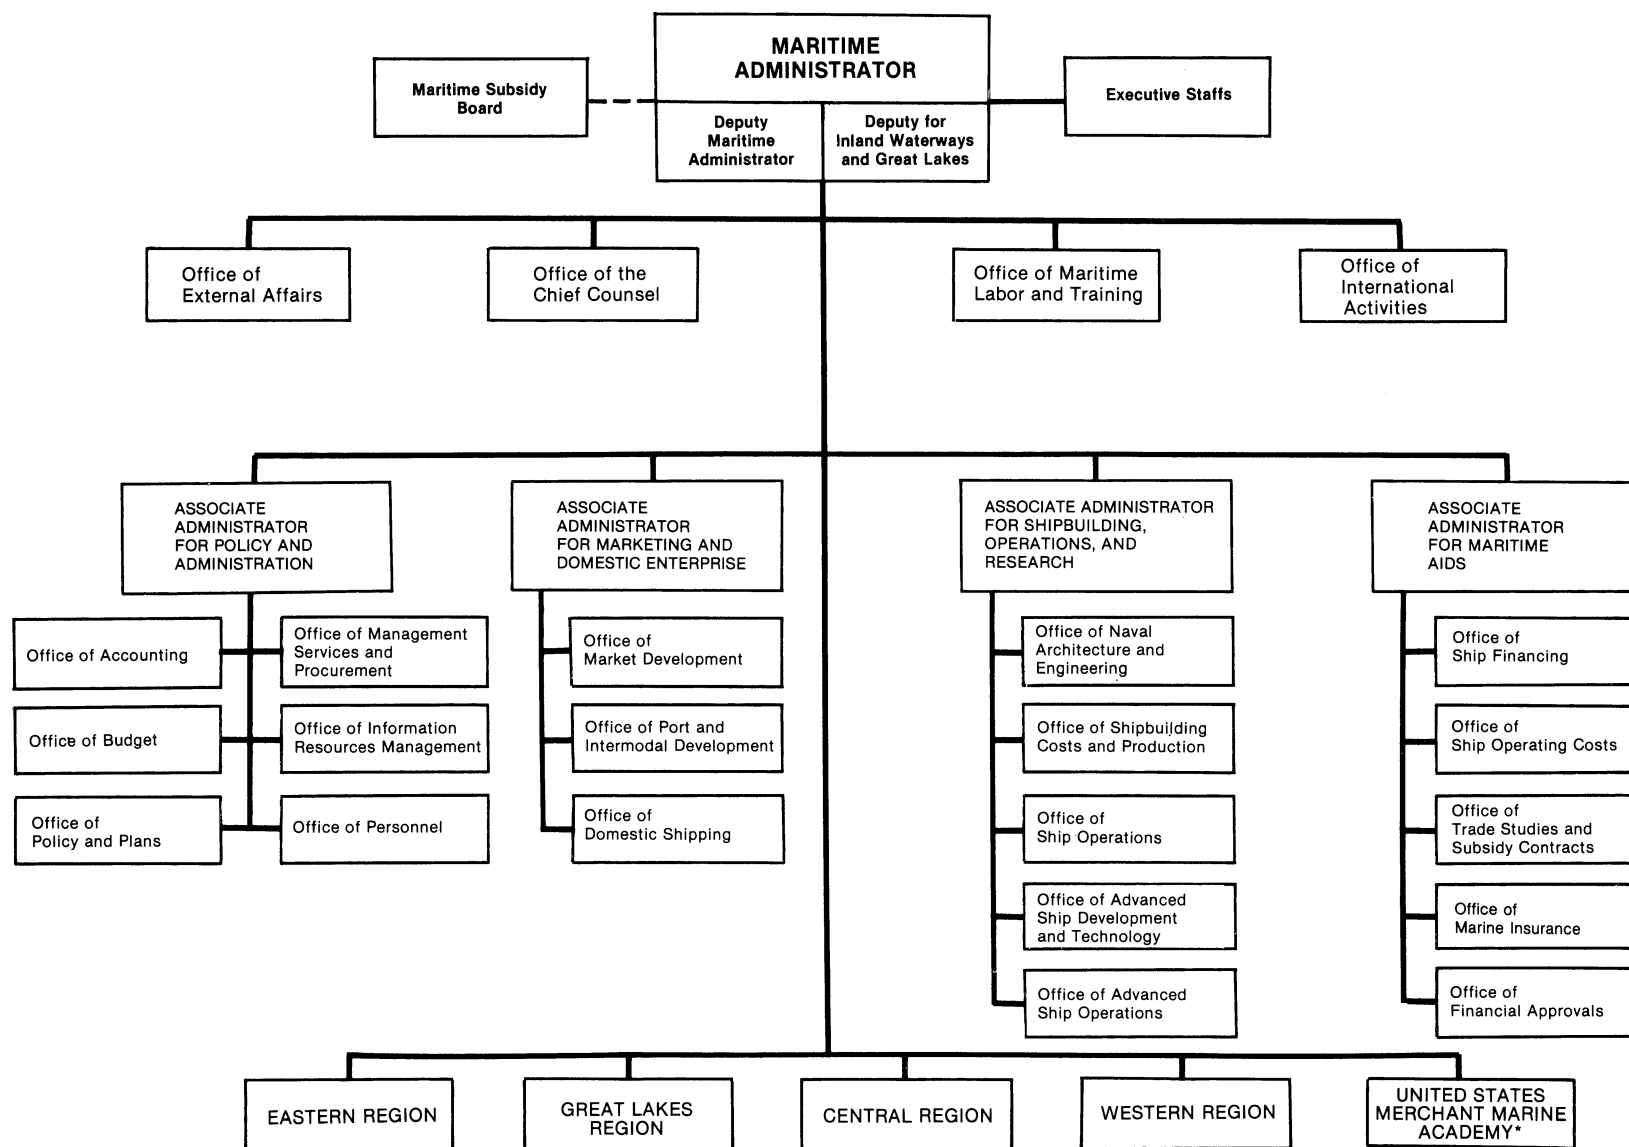 MARITIME
ADMINISTRATOR
Maritime Subsidy
Board
Executive Staffs
Deputy
Maritime
Administrator
Deputy for
Inland Waterways
and Great Lakes
Office of
External Affairs
Office of the
Chief Counsel
Office of Maritime
Labor and Training
Office of
International
Activities
ASSOCIATE
ADMINISTRATOR
FOR POLICY AND
ADMINISTRATION
ASSOCIATE
ADMINISTRATOR
FOR MARKETING AND
DOMESTIC ENTERPRISE
ASSOCIATE ADMINISTRATOR
FOR SHIPBUILDING,
OPERATIONS, AND
RESEARCH
ASSOCIATE
ADMINISTRATOR
FOR MARITIME
AIDS
Office of Accounting
Office of Management
Services and
Procurement
Office of Budget
Office of Information
Resources Management
Office of
Policy and Plans
Office of Personnel
Office of
Market Development
Office of Port and
Intermodal Development
Office of
Domestic Shipping
Office of Naval
Architecture and
Engineering
Office of Shipbuilding
Costs and Production
Office of
Ship Operations
Office of Advanced
Ship Development
and Technology
Office of Advanced
Ship Operations
Office of
Ship Financing
Office of
Ship Operating Costs
Office of
Trade Studies and
Subsidy Contracts
Office of
Marine Insurance
Office of
Financial Approvals
EASTERN REGION
GREAT LAKES
REGION
CENTRAL REGION
WESTERN REGION
UNITED STATES
MERCHANT MARINE
ACADEMY*